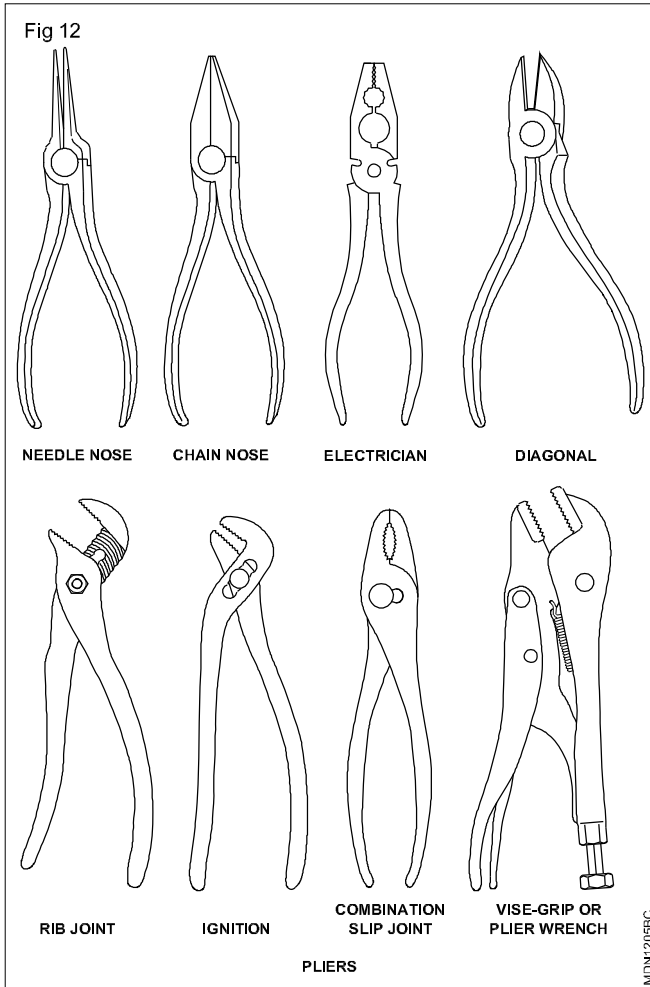 Fig 12
NEEDLE NOSE
CHAIN NOSE
ELECTRICIAN
DIAGONAL
RIB JOINT
IGNITION
COMBINATION
SLIP JOINT
VISE-GRIP OR
PLIER WRENCH
PLIERS
MDN1205BC